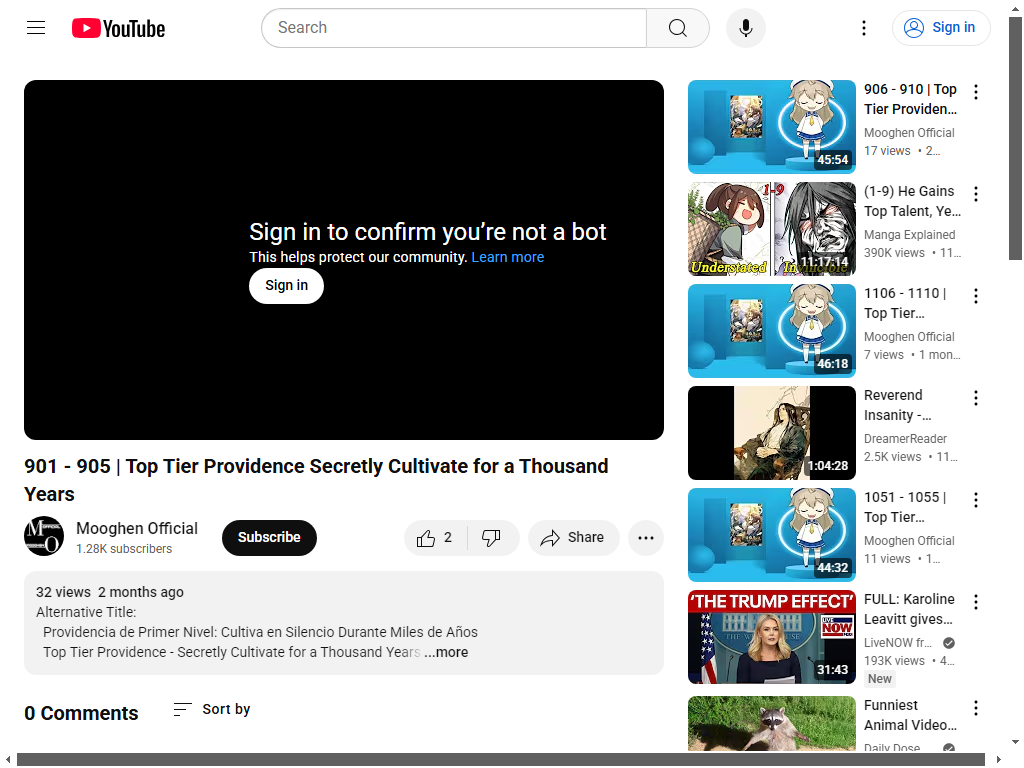 YouTube
Search
Sign in
Sign in to confirm you're not a bot
This helps protect our community. Learn more
Sign in
901 - 905 | Top Tier Providence Secretly Cultivate for a Thousand
Years
Mooghen Official
1.28K subscribers
Subscribe
2
Share
32 views 2 months ago
Alternative Title:
Providencia de Primer Nivel: Cultiva en Silencio Durante Miles de Años
Top Tier Providence - Secretly Cultivate for a Thousand Years ...more
0 Comments
Sort by
45:54
906 - 910 | Top
Tier Providen...
Mooghen Official
17 views • 2...
1-9
Understated
Invincible
11:17:14
(1-9) He Gains
Top Talent, Ye...
Manga Explained
390K views • 11...
46:18
1106 - 1110 |
Top Tier...
Mooghen Official
7 views • 1 mon...
1:04:28
Reverend
Insanity -...
DreamerReader
2.5K views • 11...
44:32
1051 - 1055 |
Top Tier...
Mooghen Official
11 views • 1...
'THE TRUMP EFFECT'
THE WHITE HOUSE
LIVE
NOW
31:43
FULL: Karoline
Leavitt gives...
LiveNOW fr...
193K views • 4...
New
Funniest
Animal Video...
Daily Dose